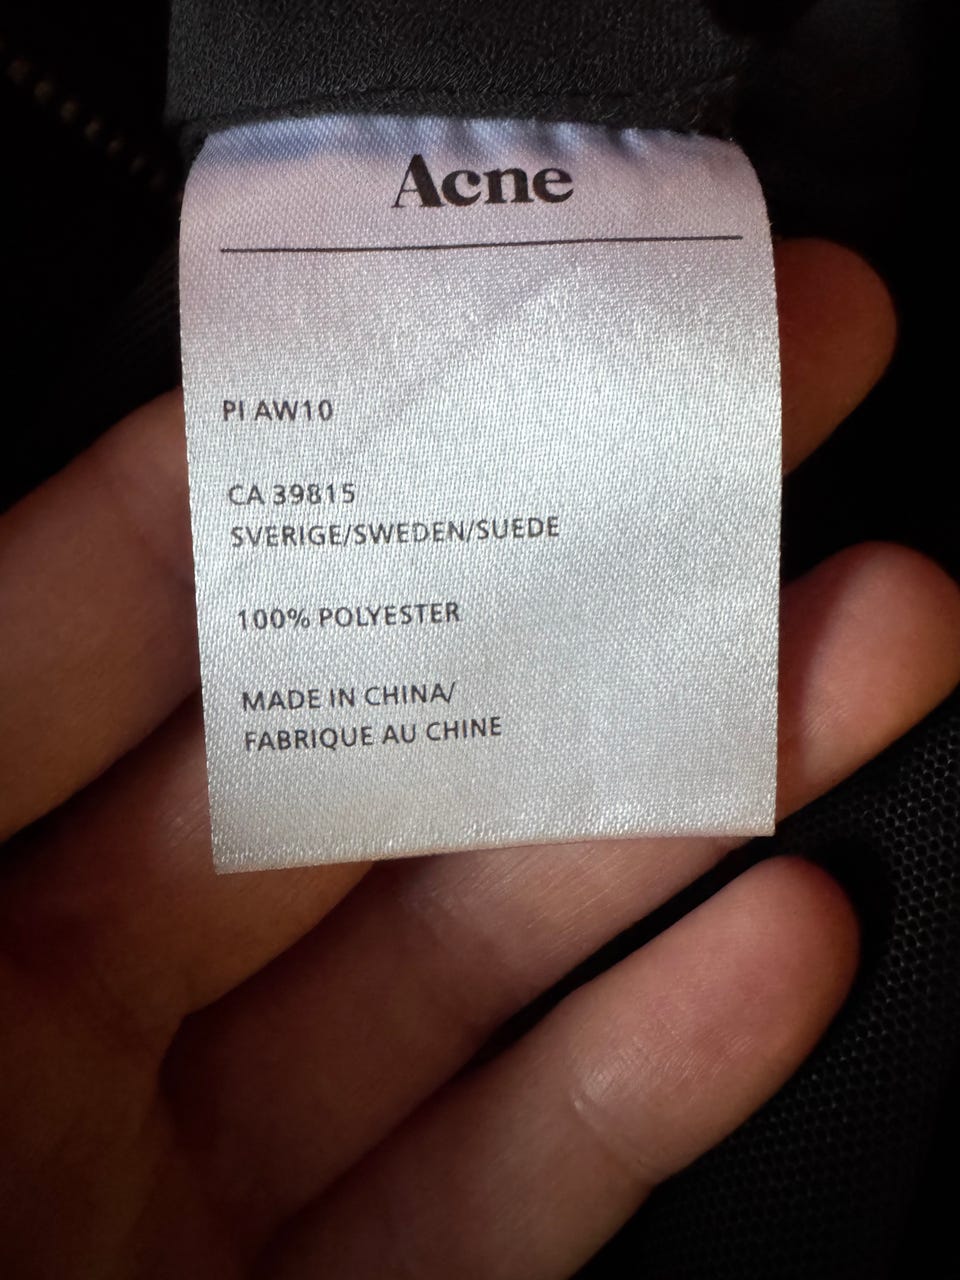 Acne
PI AW10
CA 39815
SVERIGE/SWEDEN/SUEDE
100% POLYESTER
MADE IN CHINA/
FABRIQUE AU CHINE